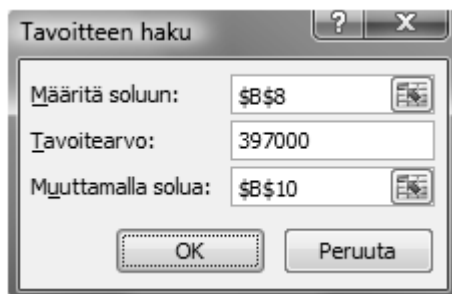 Tavoitteen haku
? X
Määritä soluun: $B$8
Tavoitearvo: 397000
Muuttamalla solua: $B$10
OK Peruuta